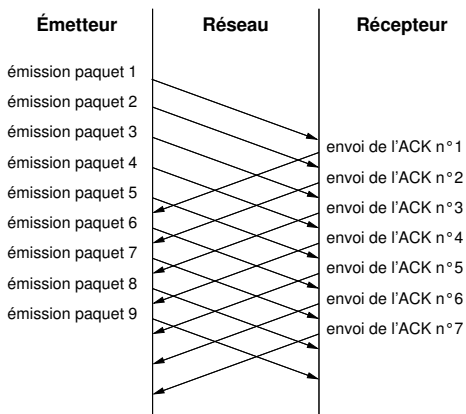 Émetteur Réseau Récepteur
émission paquet 1
émission paquet 2
émission paquet 3
envoi de l'ACK n°1
émission paquet 4
envoi de l'ACK n°2
émission paquet 5
envoi de l'ACK n°3
émission paquet 6
envoi de l'ACK n°4
émission paquet 7
envoi de l'ACK n°5
émission paquet 8
envoi de l'ACK n°6
émission paquet 9
envoi de l'ACK n°7